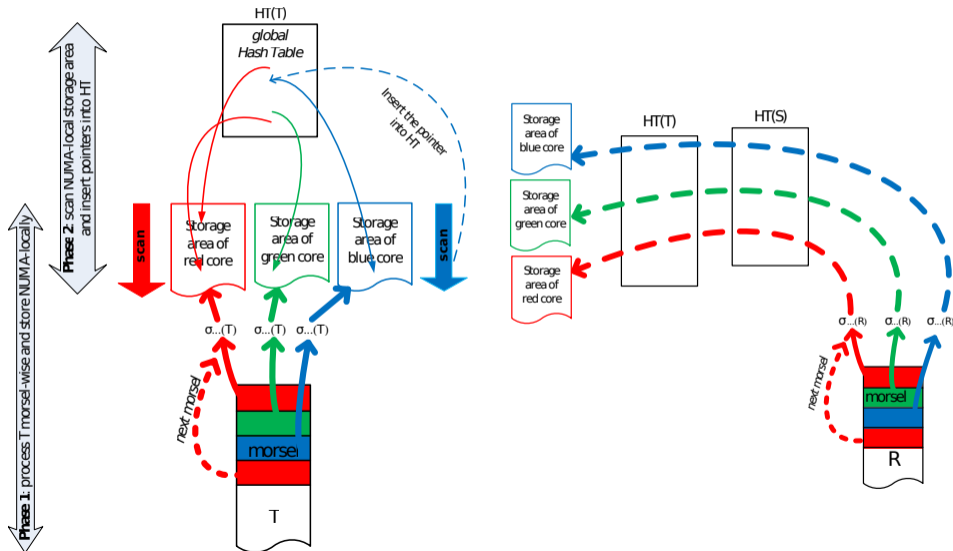 HT(T)
global
Hash Table
Phase 2: scan NUMA-local storage area
and insert pointers into HT
Insert the pointer
into HT
scan
Storage
area of
red core
Storage
area of
green core
Storage
area of
blue core
scan
Phase 1: process T morsel-wise and store NUMA-locally
σ...(T)
σ...(T)
σ...(T)
next morsel
morsel
T
Storage
area of
blue core
Storage
area of
green core
Storage
area of
red core
HT(T)
HT(S)
σ...(R)
σ...(R)
σ...(R)
next morsel
morsel
R